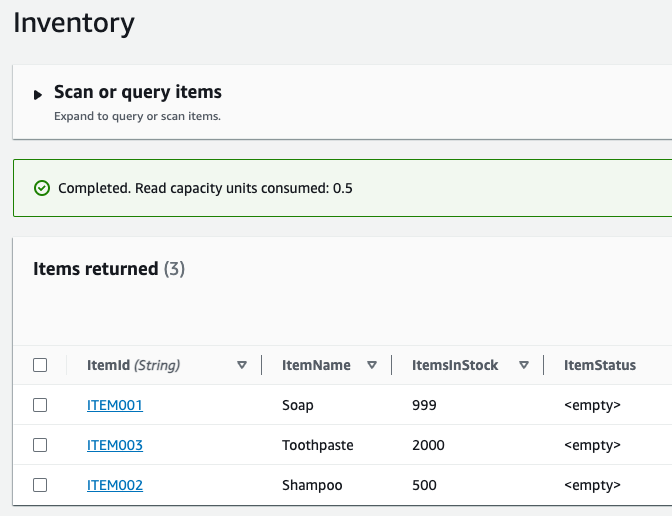 Inventory
Scan or query items
Expand to query or scan items.
Completed. Read capacity units consumed: 0.5
Items returned (3)
ItemId (String) ItemName ItemsInStock ItemStatus
ITEM001 Soap 999 <empty>
ITEM003 Toothpaste 2000 <empty>
ITEM002 Shampoo 500 <empty>